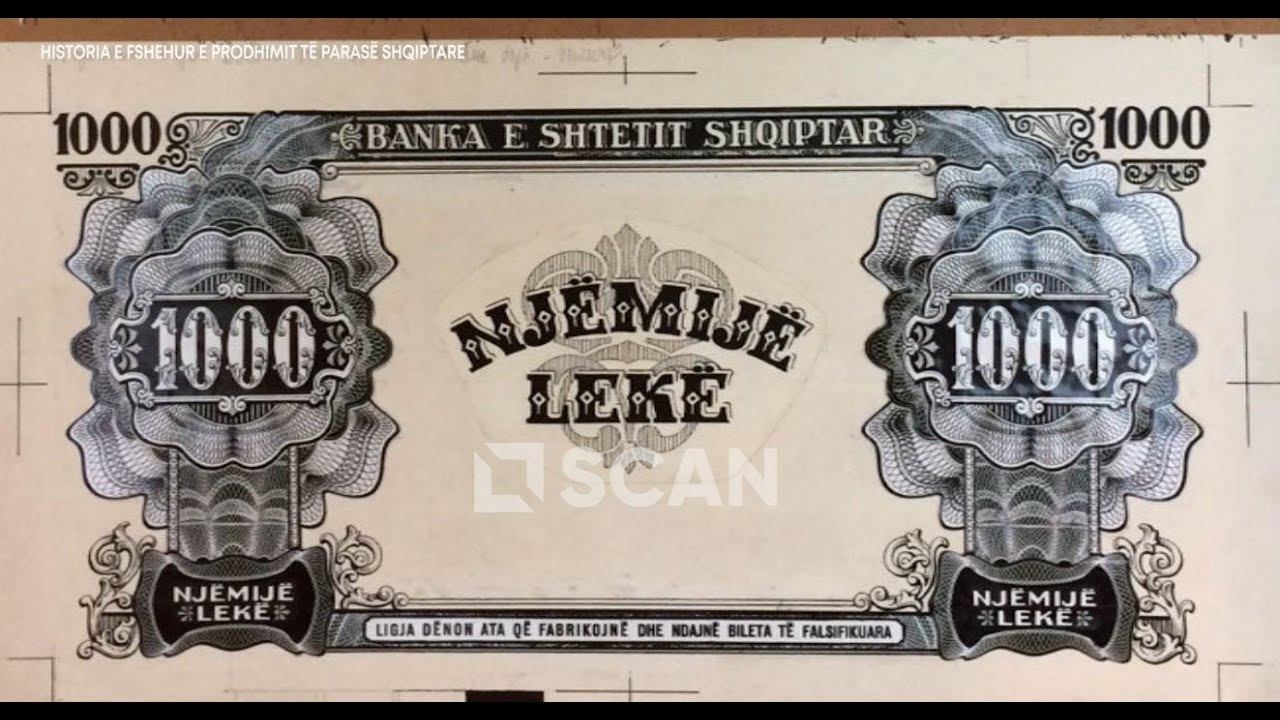 HISTORIA E FSHEHUR E PRODHIMIT TË PARASË SHQIPTARE
1000 BANKA E SHTETIT SHQIPTAR 1000
NJËMIJË
1000 1000
LEKË
SCAN
NJËMIJË NJËMIJË
LEKË LEKË
LIGJA DËNON ATA QË FABRIKOJNË DHE NDAJNË BILETA TË FALSIFIKUARA